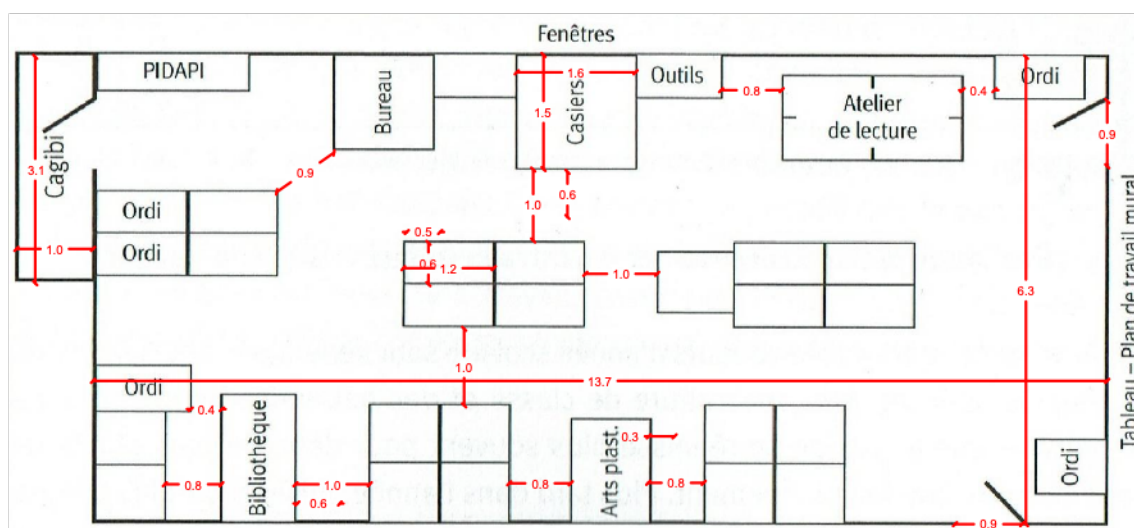 Fenêtres
PIDAPI
Bureau
1.6
1.5
Casiers
Outils
0.8
Atelier
de lecture
0.4
Ordi
0.9
Cagibi
3.1
1.0
0.9
Ordi
Ordi
1.0
0.6
0.5
0.6
1.2
1.0
6.3
Tableau – Plan de travail mural
1.0
13.7
Ordi
0.4
0.8
Bibliothèque
1.0
0.6
0.8
Arts plast.
0.3
0.8
Ordi
0.9